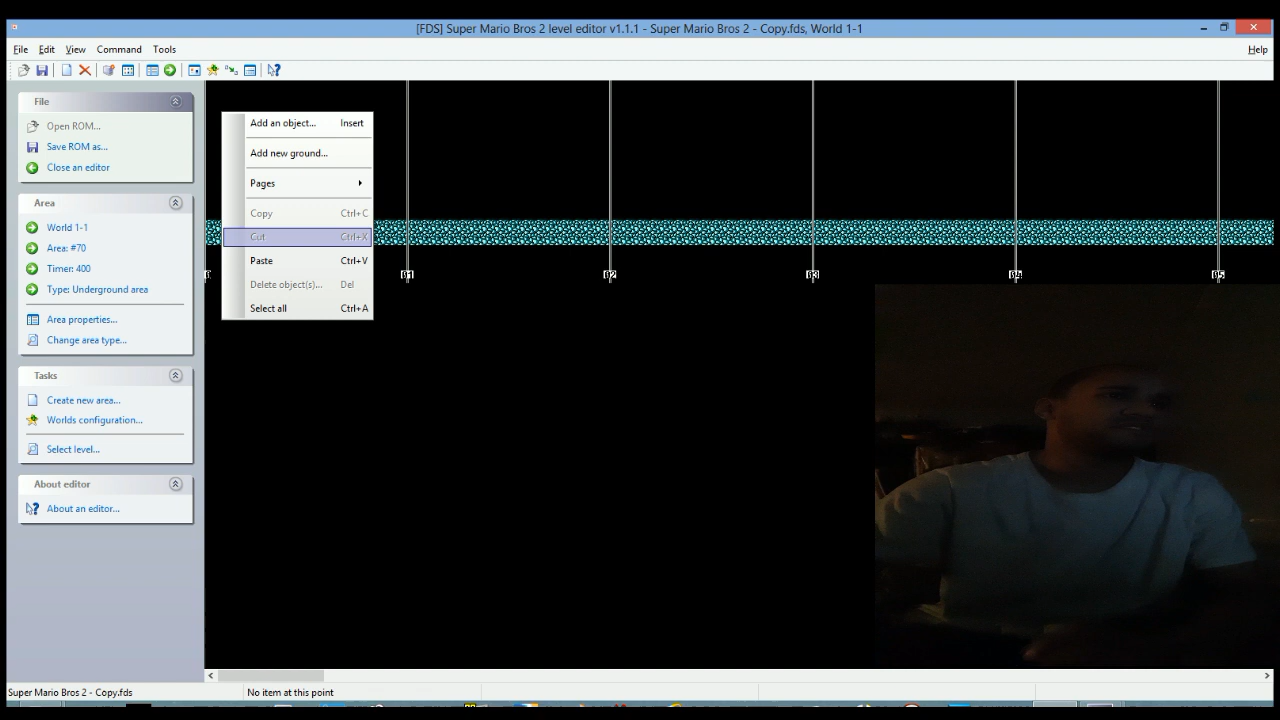 [FDS] Super Mario Bros 2 level editor v1.1.1 - Super Mario Bros 2 - Copy.fds, World 1-1
File Edit View Command Tools Help
File
Open ROM...
Save ROM as...
Close an editor
Area
World 1-1
Area: #70
Timer: 400
Type: Underground area
Area properties...
Change area type...
Tasks
Create new area...
Worlds configuration...
Select level...
About editor
About an editor...
Add an object... Insert
Add new ground...
Pages
Copy Ctrl+C
Cut Ctrl+X
Paste Ctrl+V
Delete object(s)... Del
Select all Ctrl+A
01 02 03 04 05
Super Mario Bros 2 - Copy.fds No item at this point